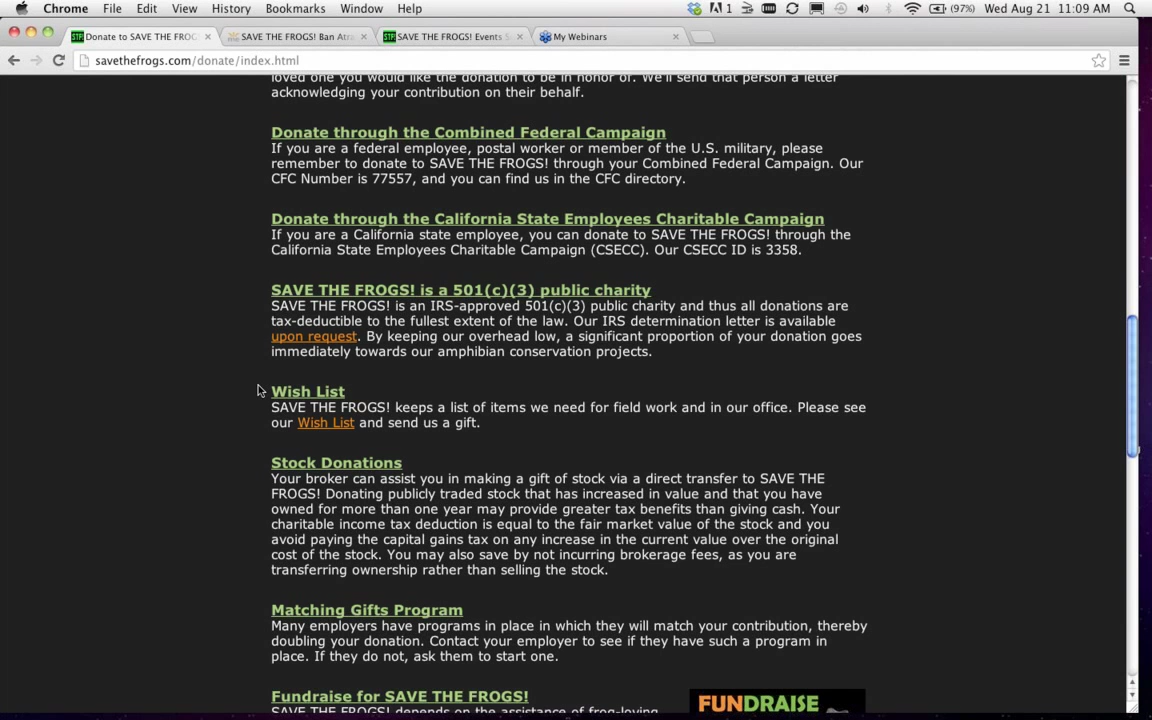 Chrome File Edit View History Bookmarks Window Help 1 (97%) Wed Aug 21 11:09 AM
Donate to SAVE THE FROG SAVE THE FROGS! Ban Atra SAVE THE FROGS! Events S My Webinars
savethefrogs.com/donate/index.html
loved one you would like the donation to be in honor of. We'll send that person a letter
acknowledging your contribution on their behalf.
Donate through the Combined Federal Campaign
If you are a federal employee, postal worker or member of the U.S. military, please
remember to donate to SAVE THE FROGS! through your Combined Federal Campaign. Our
CFC Number is 77557, and you can find us in the CFC directory.
Donate through the California State Employees Charitable Campaign
If you are a California state employee, you can donate to SAVE THE FROGS! through the
California State Employees Charitable Campaign (CSECC). Our CSECC ID is 3358.
SAVE THE FROGS! is a 501(c)(3) public charity
SAVE THE FROGS! is an IRS-approved 501(c)(3) public charity and thus all donations are
tax-deductible to the fullest extent of the law. Our IRS determination letter is available
upon request. By keeping our overhead low, a significant proportion of your donation goes
immediately towards our amphibian conservation projects.
Wish List
SAVE THE FROGS! keeps a list of items we need for field work and in our office. Please see
our Wish List and send us a gift.
Stock Donations
Your broker can assist you in making a gift of stock via a direct transfer to SAVE THE
FROGS! Donating publicly traded stock that has increased in value and that you have
owned for more than one year may provide greater tax benefits than giving cash. Your
charitable income tax deduction is equal to the fair market value of the stock and you
avoid paying the capital gains tax on any increase in the current value over the original
cost of the stock. You may also save by not incurring brokerage fees, as you are
transferring ownership rather than selling the stock.
Matching Gifts Program
Many employers have programs in place in which they will match your contribution, thereby
doubling your donation. Contact your employer to see if they have such a program in
place. If they do not, ask them to start one.
Fundraise for SAVE THE FROGS!
FUNDRAISE
SAVE THE FROGS! depends on the assistance of frog-loving